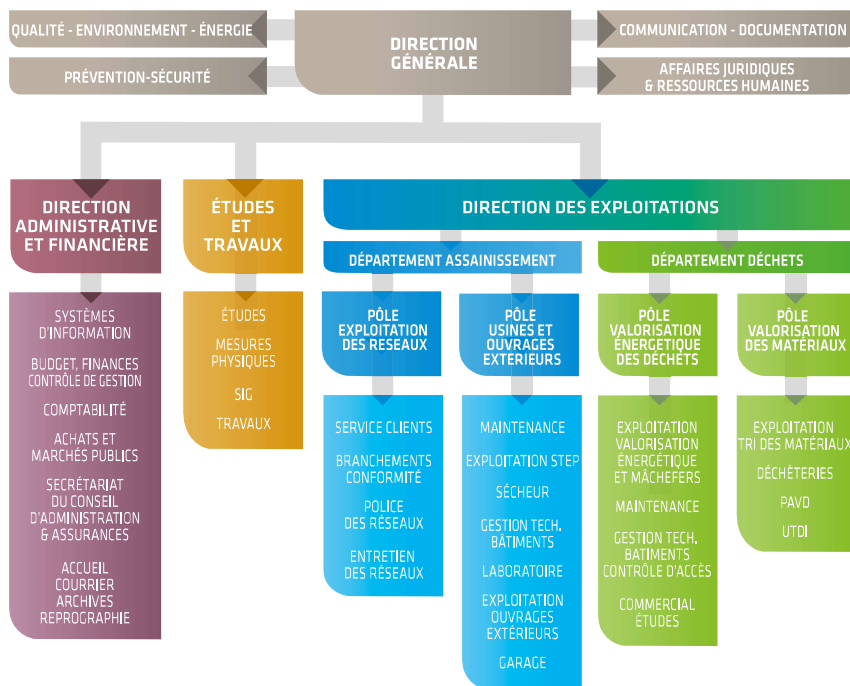 QUALITÉ - ENVIRONNEMENT - ÉNERGIE
PRÉVENTION-SÉCURITÉ
DIRECTION
GÉNÉRALE
COMMUNICATION - DOCUMENTATION
AFFAIRES JURIDIQUES
& RESSOURCES HUMAINES
DIRECTION
ADMINISTRATIVE
ET FINANCIÈRE
SYSTÈMES
D'INFORMATION
BUDGET, FINANCES
CONTRÔLE DE GESTION
COMPTABILITÉ
ACHATS ET
MARCHÉS PUBLICS
SECRÉTARIAT
DU CONSEIL
D'ADMINISTRATION
& ASSURANCES
ACCUEIL
COURRIER
ARCHIVES
REPROGRAPHIE
ÉTUDES
ET
TRAVAUX
ÉTUDES
MESURES
PHYSIQUES
SIG
TRAVAUX
DIRECTION DES EXPLOITATIONS
DÉPARTEMENT ASSAINISSEMENT
PÔLE
EXPLOITATION
DES RESEAUX
SERVICE CLIENTS
BRANCHEMENTS
CONFORMITÉ
POLICE
DES RÉSEAUX
ENTRETIEN
DES RÉSEAUX
PÔLE
USINES ET
OUVRAGES
EXTERIEURS
MAINTENANCE
EXPLOITATION STEP
SÉCHEUR
GESTION TECH.
BÂTIMENTS
LABORATOIRE
EXPLOITATION
OUVRAGES
EXTÉRIEURS
GARAGE
DÉPARTEMENT DÉCHETS
PÔLE
VALORISATION
ÉNERGETIQUE
DES DÉCHETS
EXPLOITATION
VALORISATION
ÉNERGÉTIQUE
ET MÂCHEFERS
MAINTENANCE
GESTION TECH.
BATIMENTS
CONTRÔLE D'ACCÈS
COMMERCIAL
ÉTUDES
PÔLE
VALORISATION
DES MATÉRIAUX
EXPLOITATION
TRI DES MATÉRIAUX
DÉCHÈTERIES
PAVD
UTDI